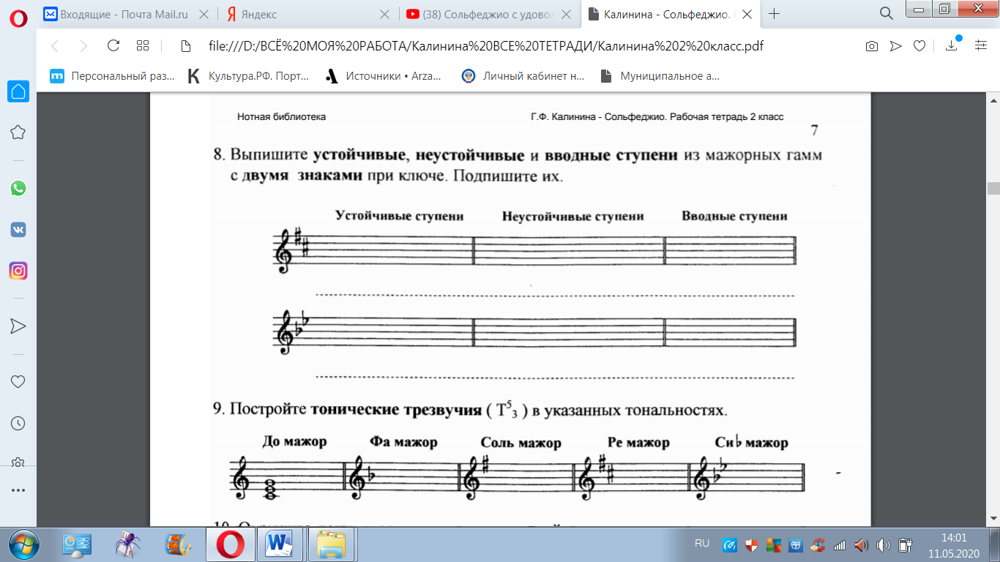 Входящие - Почта Mail.ru
Яндекс
(38) Сольфеджио с удовол
Калинина - Сольфеджио.
file:///D:/ВСЁ%20МОЯ%20РАБОТА/Калинина%20ВСЕ%20ТЕТРАДИ/Калинина%202%20класс.pdf
Персональный раз...
Культура.РФ. Порт...
Источники • Arza...
Личный кабинет н...
Муниципальное а...
Нотная библиотека
Г.Ф. Калинина - Сольфеджио. Рабочая тетрадь 2 класс
7
8. Выпишите устойчивые, неустойчивые и вводные ступени из мажорных гамм
с двумя знаками при ключе. Подпишите их.
Устойчивые ступени
Неустойчивые ступени
Вводные ступени
9. Постройте тонические трезвучия ( Т⁵₃ ) в указанных тональностях.
До мажор
Фа мажор
Соль мажор
Ре мажор
Си♭ мажор
RU
14:01
11.05.2020